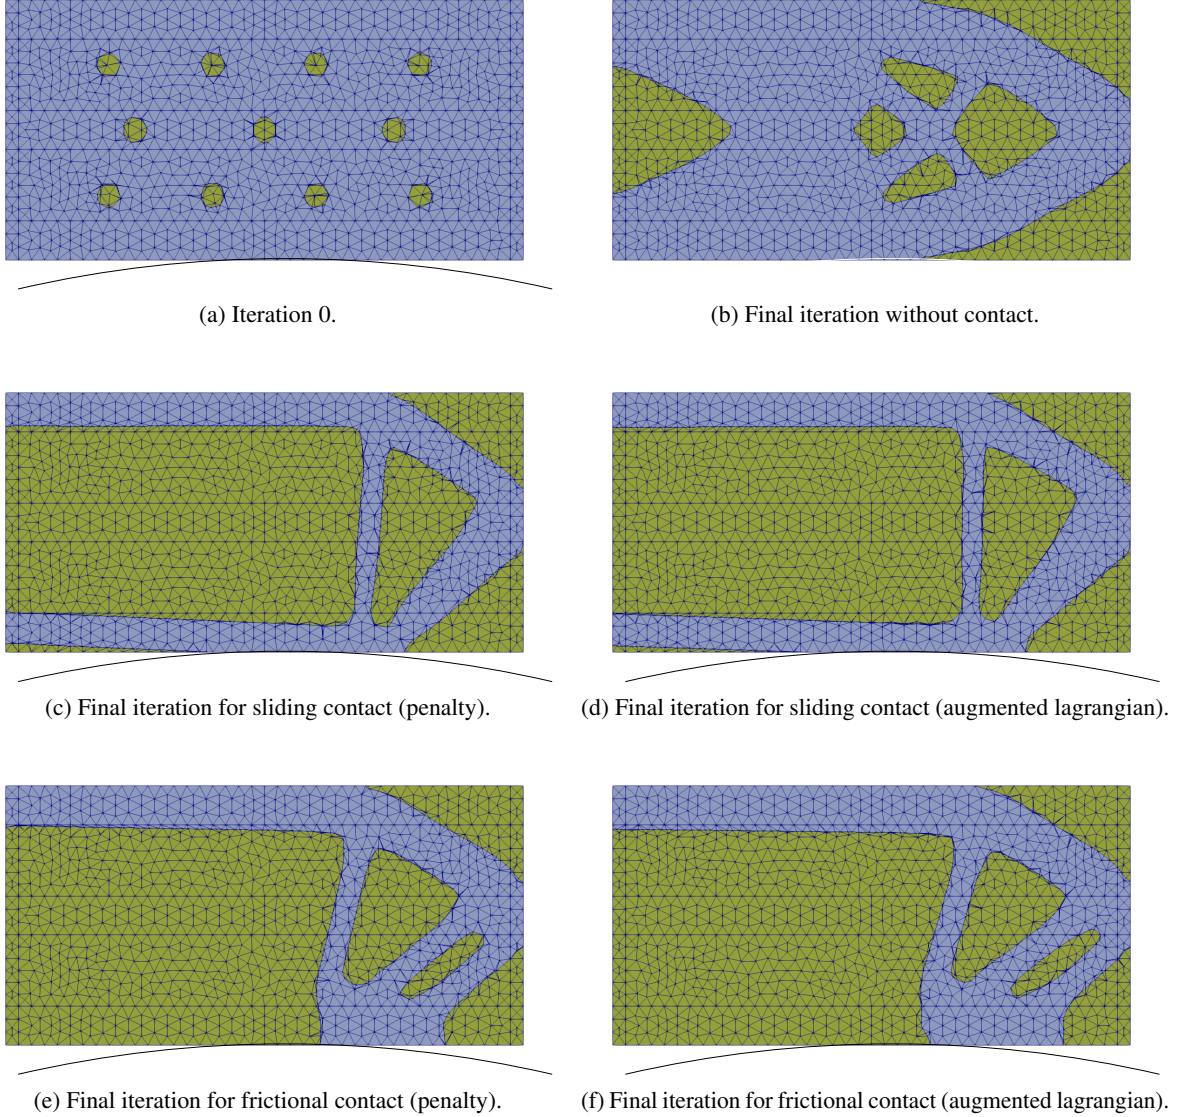 (a) Iteration 0.
(b) Final iteration without contact.
(c) Final iteration for sliding contact (penalty).
(d) Final iteration for sliding contact (augmented lagrangian).
(e) Final iteration for frictional contact (penalty).
(f) Final iteration for frictional contact (augmented lagrangian).